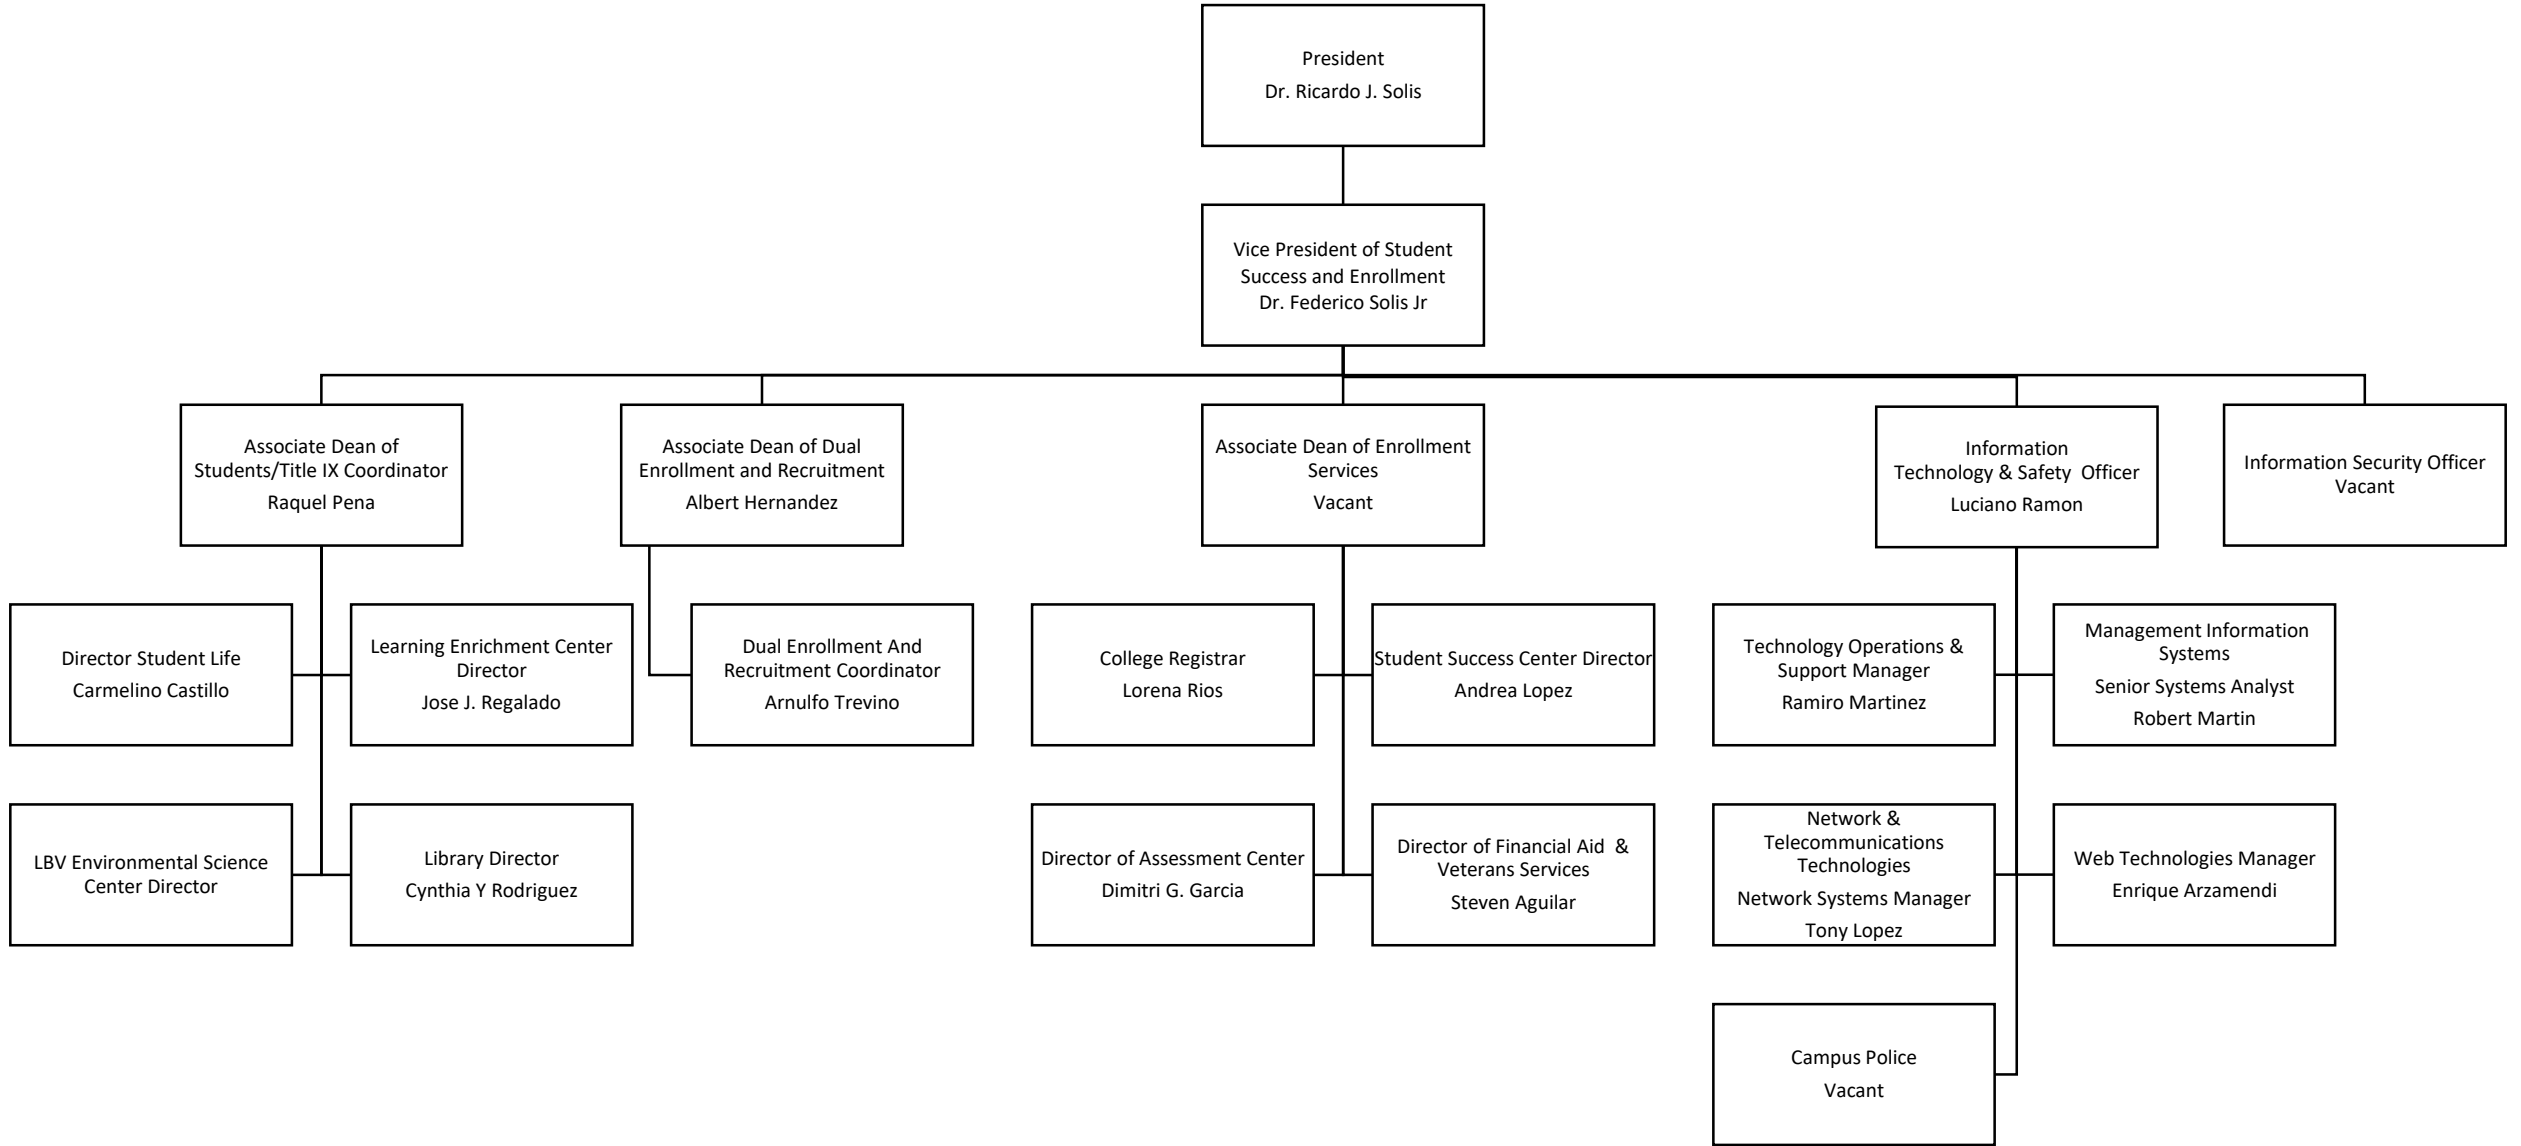 President
Dr. Ricardo J. Solis
Vice President of Student
Success and Enrollment
Dr. Federico Solis Jr
Associate Dean of
Students/Title IX Coordinator
Raquel Pena
Associate Dean of Dual
Enrollment and Recruitment
Albert Hernandez
Associate Dean of Enrollment
Services
Vacant
Information
Technology & Safety  Officer
Luciano Ramon
Information Security Officer
Vacant
Director Student Life
Carmelino Castillo
Learning Enrichment Center
Director
Jose J. Regalado
Dual Enrollment And
Recruitment Coordinator
Arnulfo Trevino
College Registrar
Lorena Rios
Student Success Center Director
Andrea Lopez
Technology Operations &
Support Manager
Ramiro Martinez
Management Information
Systems
Senior Systems Analyst
Robert Martin
LBV Environmental Science
Center Director
Library Director
Cynthia Y Rodriguez
Director of Assessment Center
Dimitri G. Garcia
Director of Financial Aid  &
Veterans Services
Steven Aguilar
Network &
Telecommunications
Technologies
Network Systems Manager
Tony Lopez
Web Technologies Manager
Enrique Arzamendi
Campus Police
Vacant